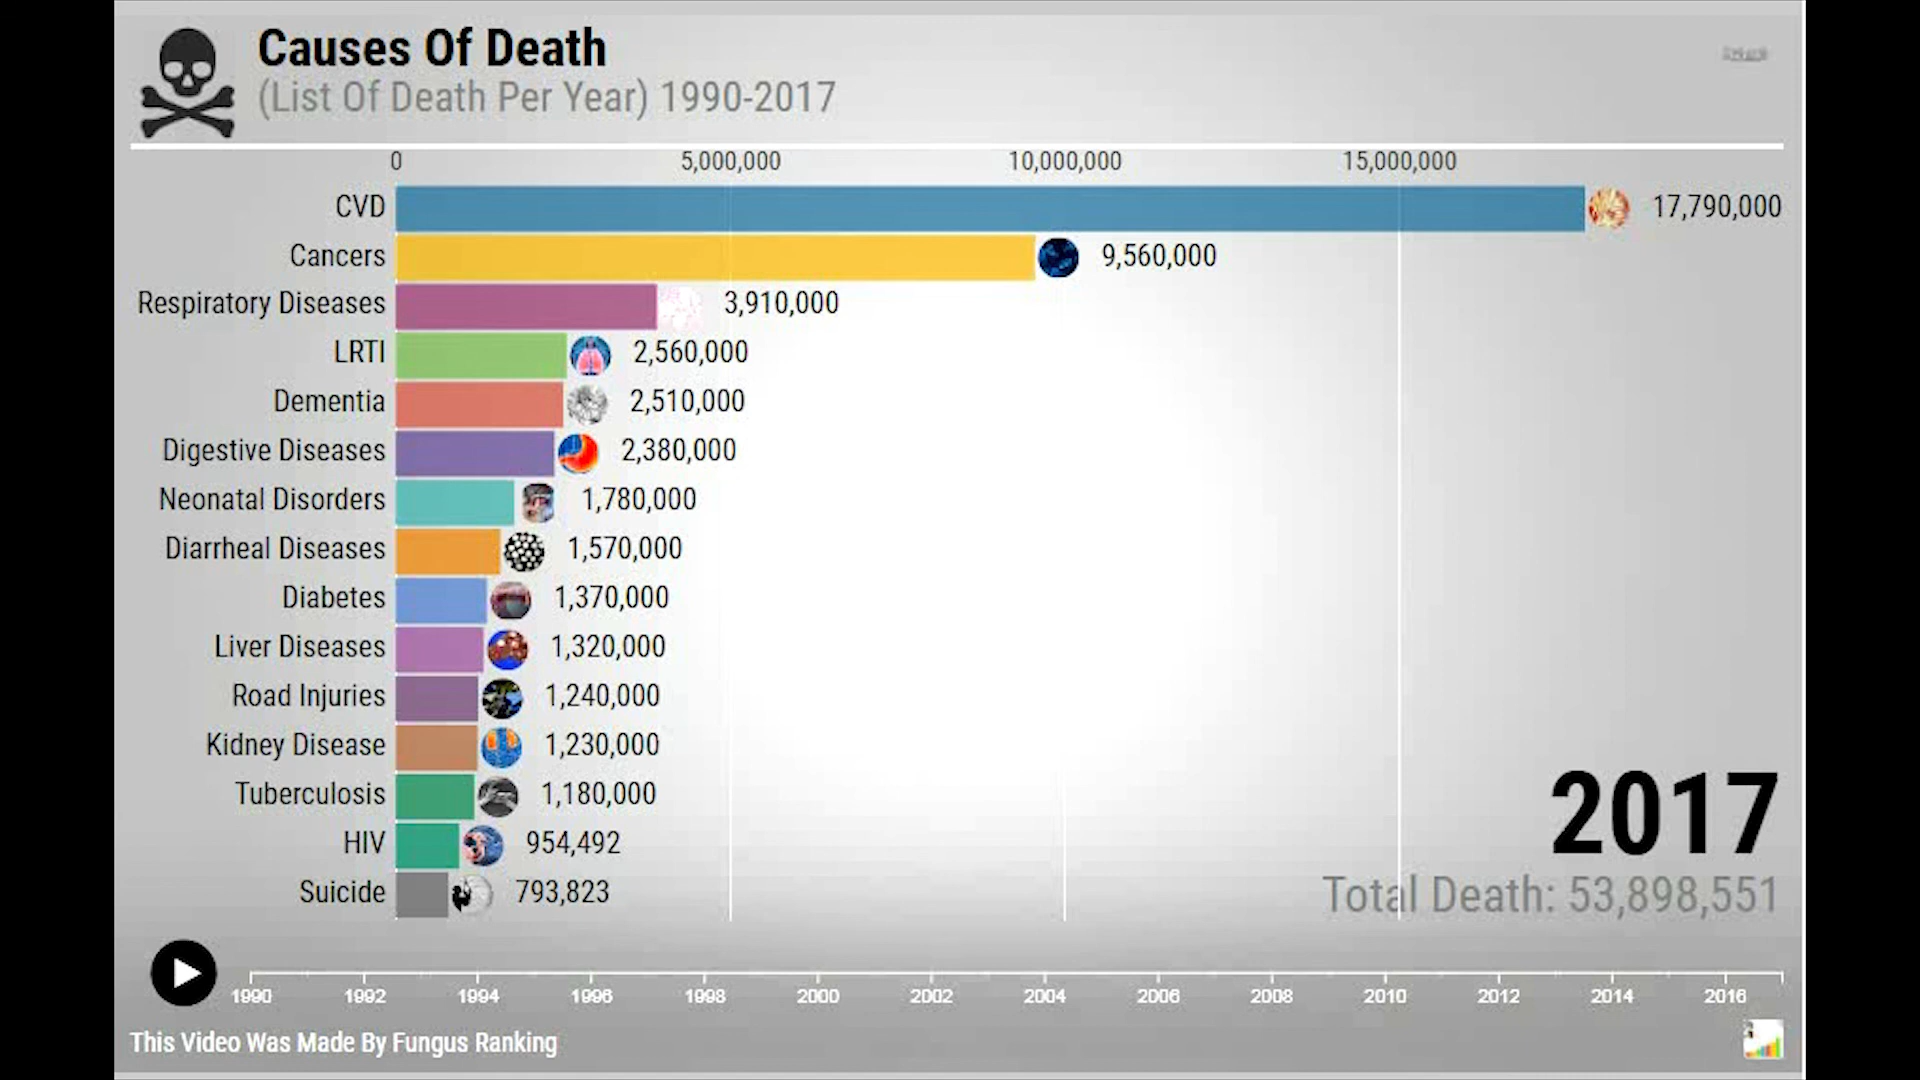 Causes Of Death
(List Of Death Per Year) 1990-2017
0 5,000,000 10,000,000 15,000,000
CVD 17,790,000
Cancers 9,560,000
Respiratory Diseases 3,910,000
LRTI 2,560,000
Dementia 2,510,000
Digestive Diseases 2,380,000
Neonatal Disorders 1,780,000
Diarrheal Diseases 1,570,000
Diabetes 1,370,000
Liver Diseases 1,320,000
Road Injuries 1,240,000
Kidney Disease 1,230,000
Tuberculosis 1,180,000
HIV 954,492
Suicide 793,823
2017
Total Death: 53,898,551
1990 1992 1994 1996 1998 2000 2002 2004 2006 2008 2010 2012 2014 2016
This Video Was Made By Fungus Ranking